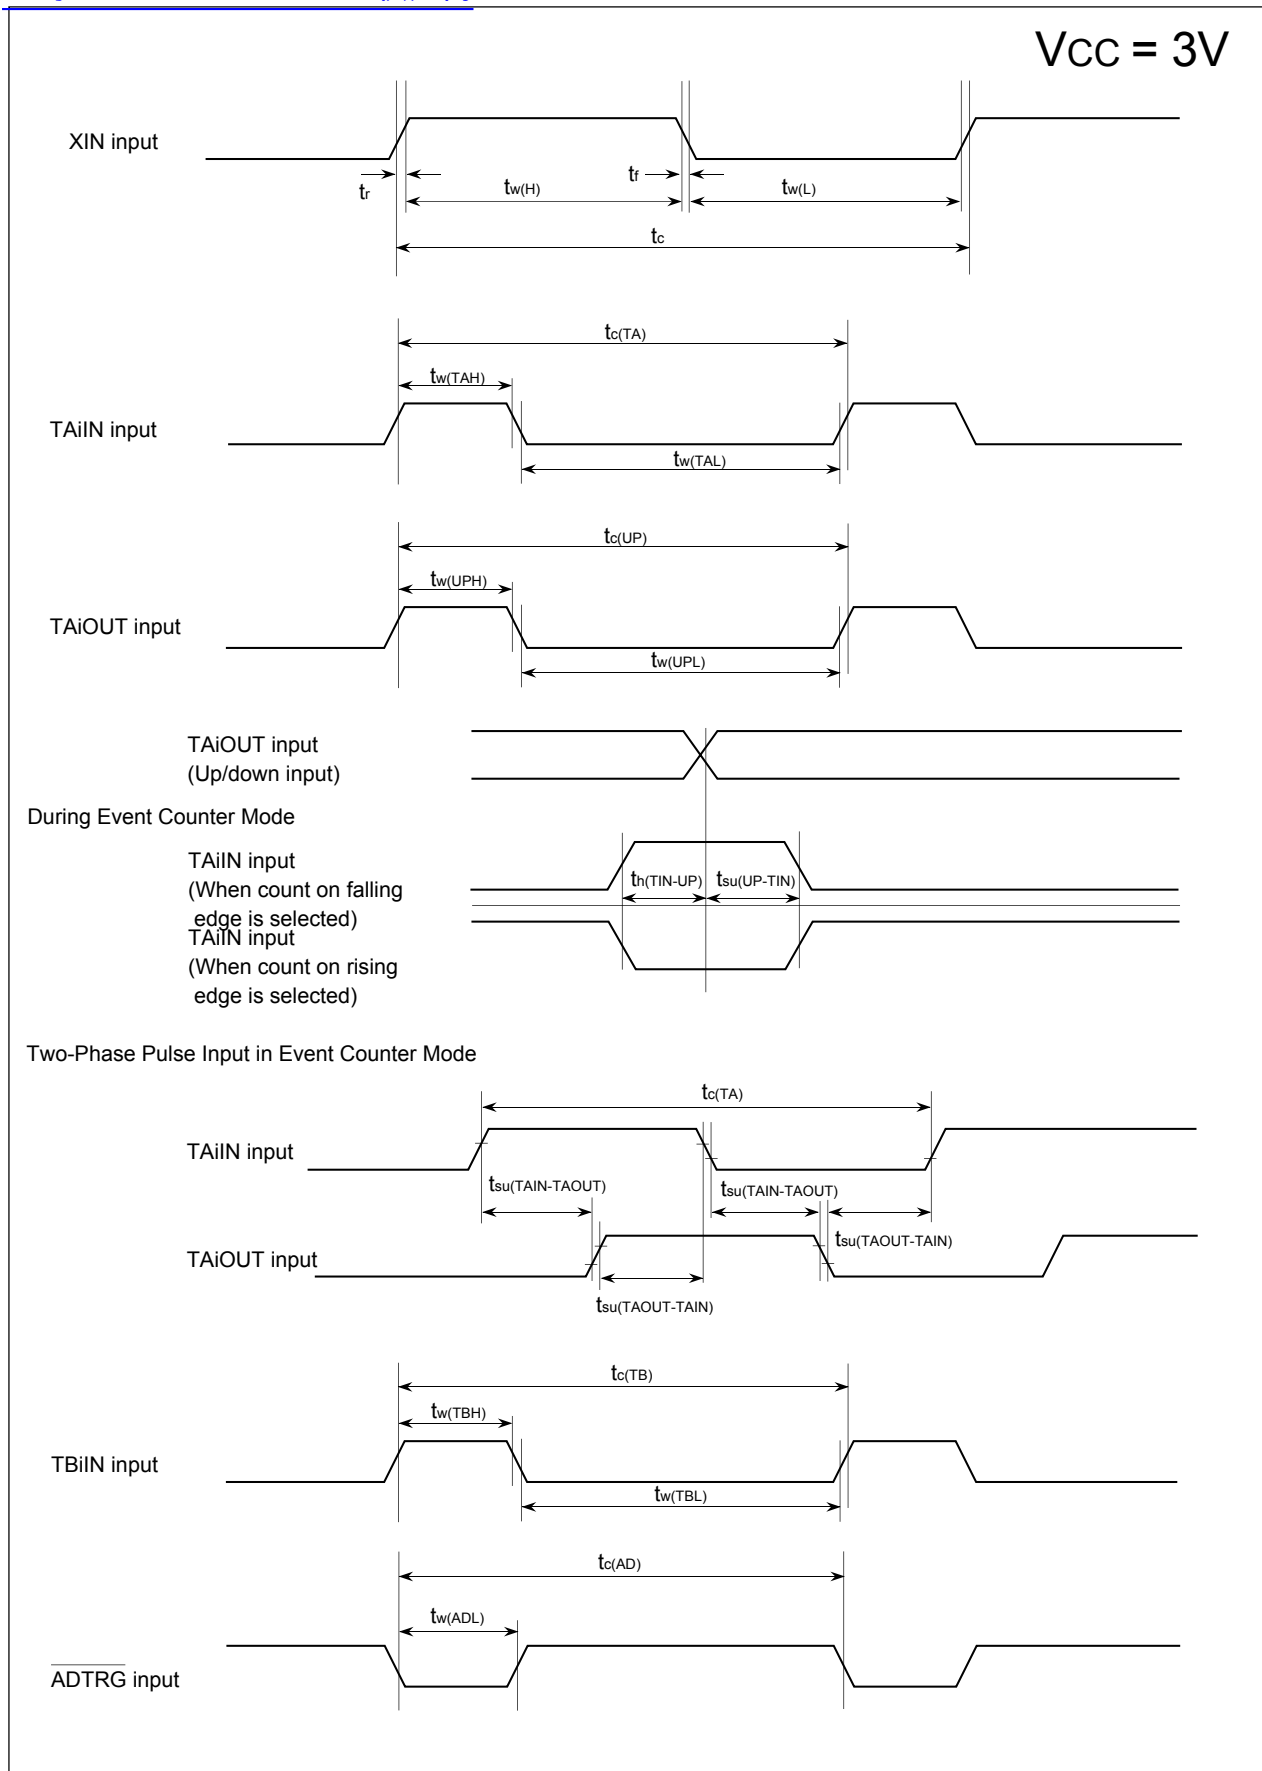 VCC = 3V
XIN input
tr
tw(H)
tf
tw(L)
tc
tc(TA)
tw(TAH)
TAiIN input
tw(TAL)
tc(UP)
tw(UPH)
TAiOUT input
tw(UPL)
TAiOUT input
(Up/down input)
During Event Counter Mode
TAiIN input
(When count on falling
edge is selected)
th(TIN-UP)
tsu(UP-TIN)
TAiIN input
(When count on rising
edge is selected)
Two-Phase Pulse Input in Event Counter Mode
tc(TA)
TAiIN input
tsu(TAIN-TAOUT)
tsu(TAIN-TAOUT)
tsu(TAOUT-TAIN)
TAiOUT input
tsu(TAOUT-TAIN)
tc(TB)
tw(TBH)
TBiIN input
tw(TBL)
tc(AD)
tw(ADL)
ADTRG input